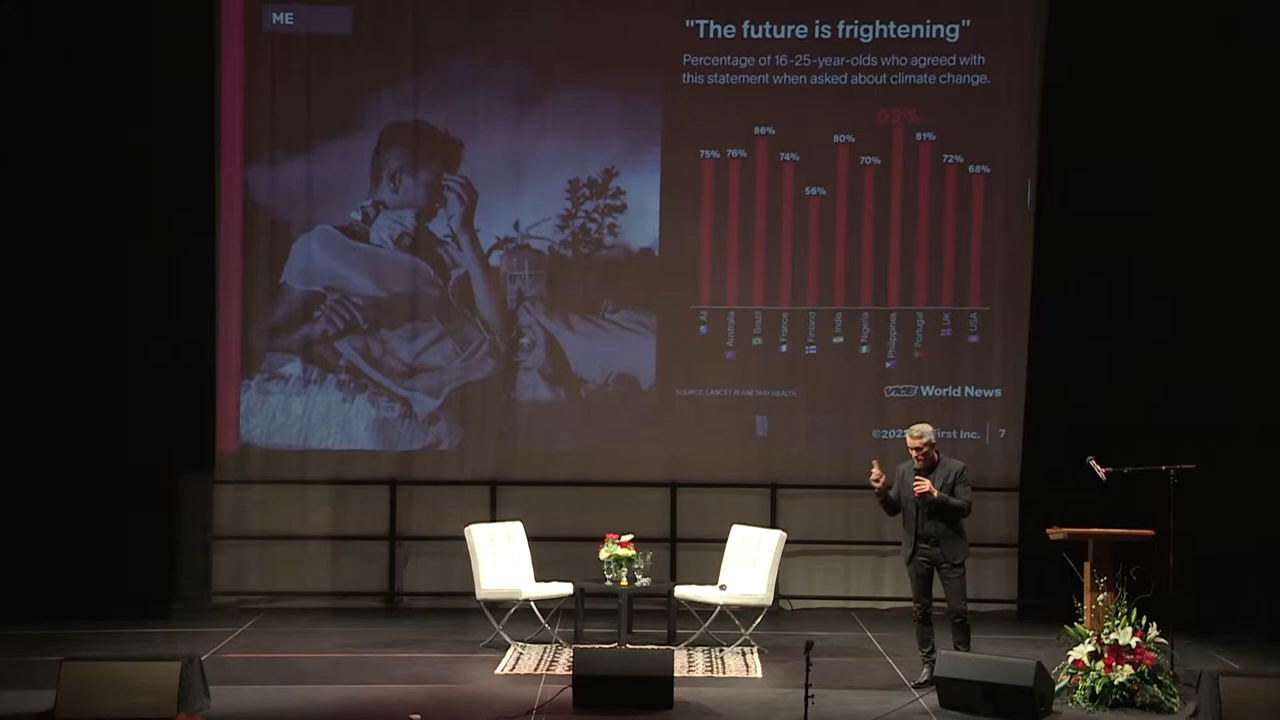 ME
"The future is frightening"
Percentage of 16-25-year-olds who agreed with
this statement when asked about climate change.
92%
86%
81%
80%
75%
76%
74%
70%
72%
68%
56%
All
Australia
Brazil
France
Finland
India
Nigeria
Philippines
Portugal
UK
USA
SOURCE: LANCET PLANETARY HEALTH
VICE World News
First Inc.
7